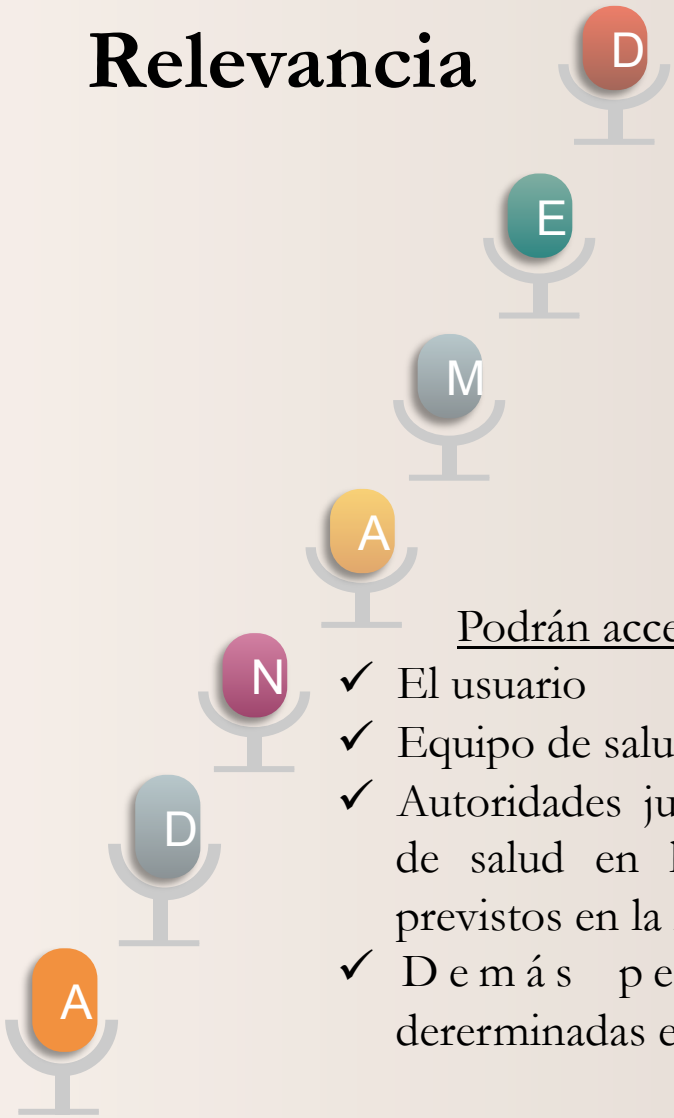 Relevancia
D
E
M
A
N
D
A
Podrán acce
✓ El usuario
✓ Equipo de salu
✓ Autoridades ju
de salud en
previstos en la
✓ Demás pe
dererminadas e